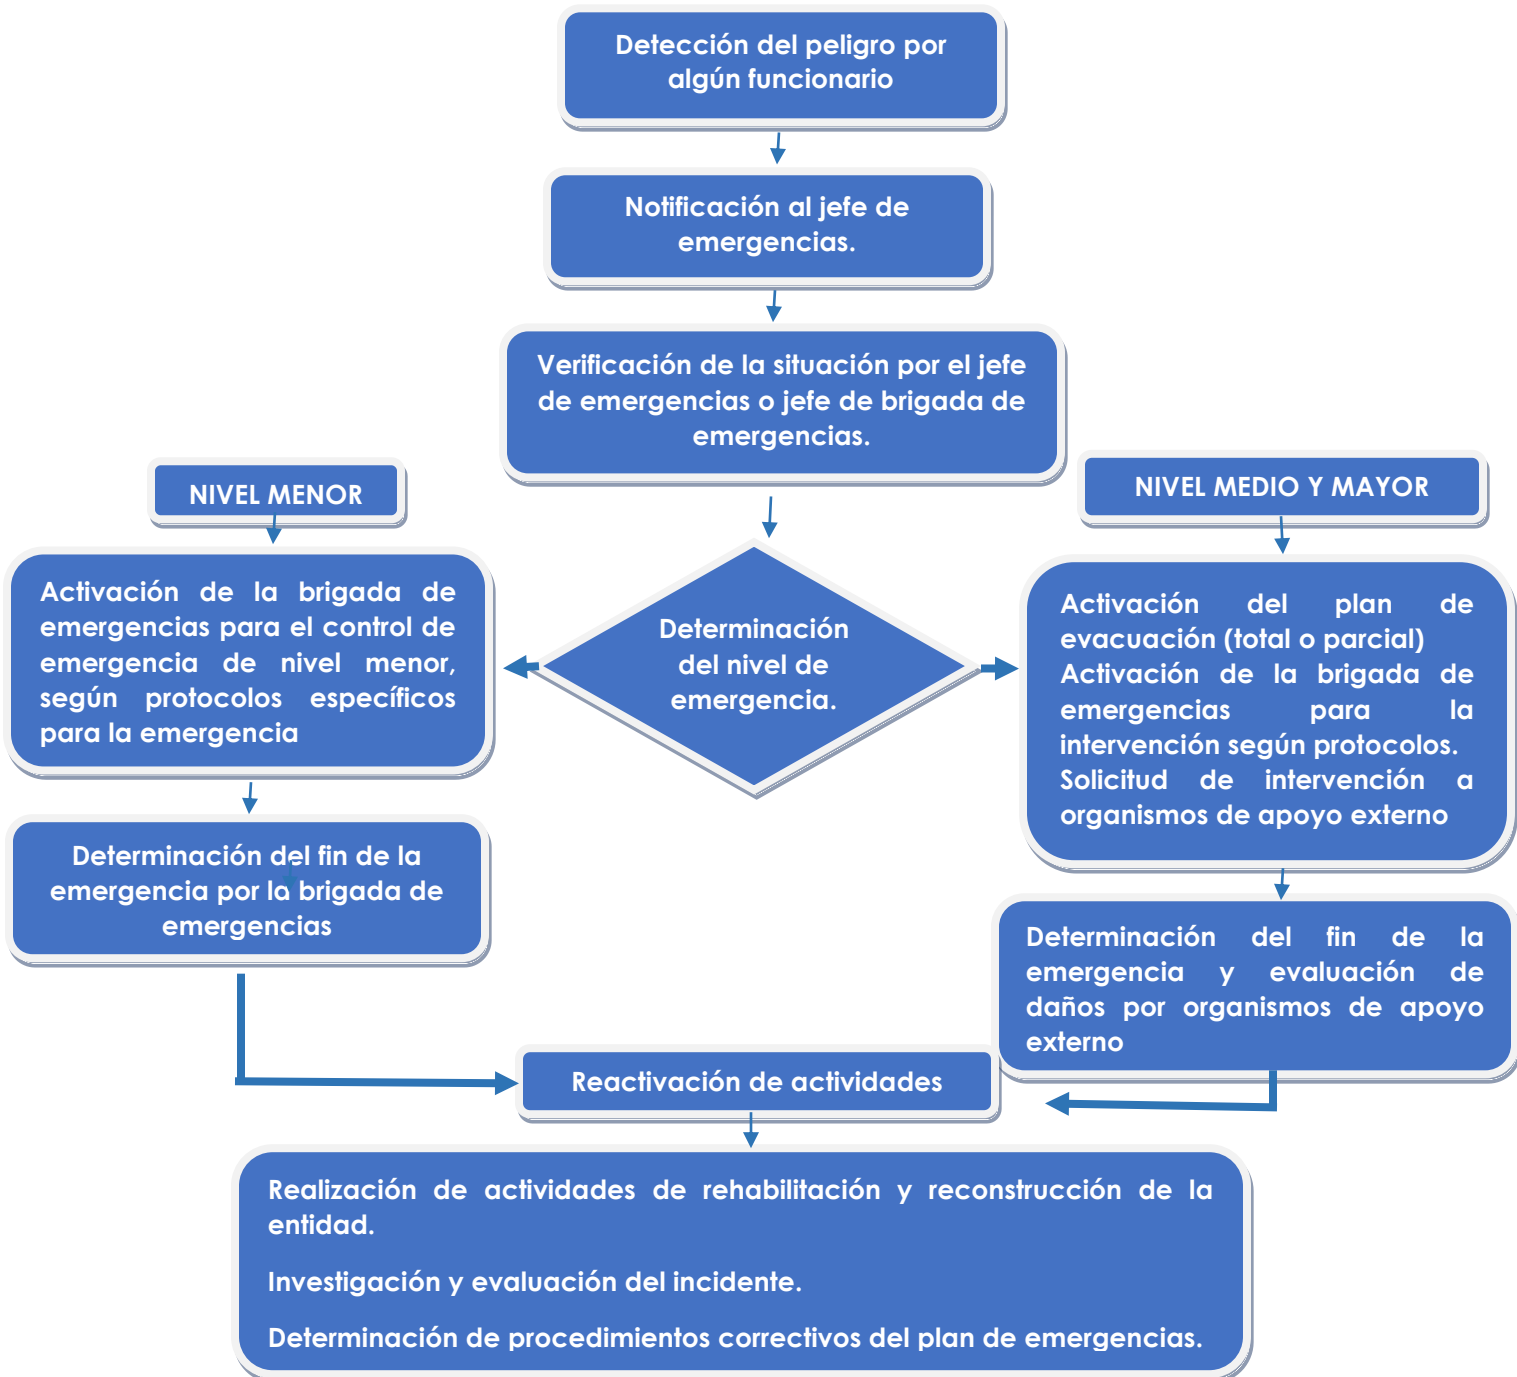 Detección del peligro por
algún funcionario
Notificación al jefe de
emergencias.
Verificación de la situación por el jefe
de emergencias o jefe de brigada de
emergencias.
NIVEL MENOR
NIVEL MEDIO Y MAYOR
Activación de la brigada de
emergencias para el control de
emergencia de nivel menor,
según protocolos específicos
para la emergencia
Determinación
del nivel de
emergencia.
Activación del plan de
evacuación (total o parcial)
Activación de la brigada de
emergencias para la
intervención según protocolos.
Solicitud de intervención a
organismos de apoyo externo
Determinación del fin de la
emergencia por la brigada de
emergencias
Determinación del fin de la
emergencia y evaluación de
daños por organismos de apoyo
externo
Reactivación de actividades
Realización de actividades de rehabilitación y reconstrucción de la
entidad.
Investigación y evaluación del incidente.
Determinación de procedimientos correctivos del plan de emergencias.